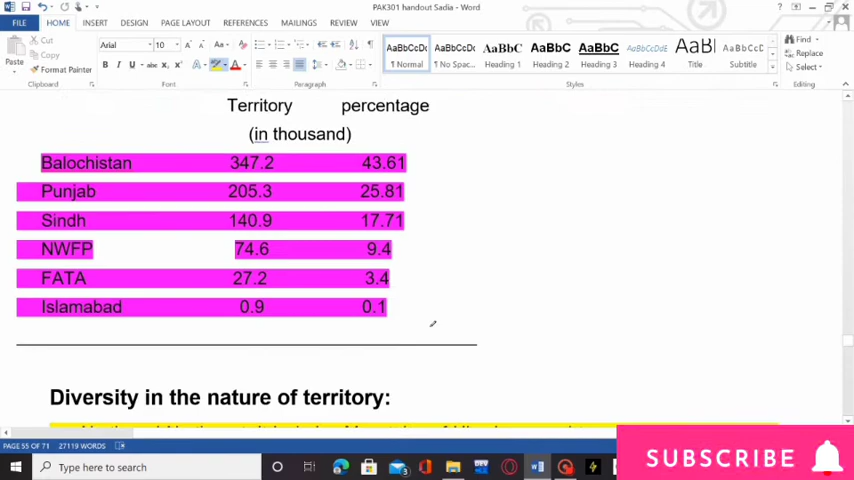 PAK301 handout Sadia - Word
FILE HOME INSERT DESIGN PAGE LAYOUT REFERENCES MAILINGS REVIEW VIEW
Cut
Copy
Format Painter
Paste
Arial 10
Clipboard Font Paragraph Styles Editing
AaBbCcDc AaBbCcDc AaBbC AaBbCc AaBbCc AaBbCcDdE AaBl AaBbCcD
¶ Normal ¶ No Spac... Heading 1 Heading 2 Heading 3 Heading 4 Title Subtitle
Find
Replace
Select
Territory percentage
(in thousand)
Balochistan 347.2 43.61
Punjab 205.3 25.81
Sindh 140.9 17.71
NWFP 74.6 9.4
FATA 27.2 3.4
Islamabad 0.9 0.1
Diversity in the nature of territory:
PAGE 55 OF 71 27119 WORDS
Type here to search
SUBSCRIBE